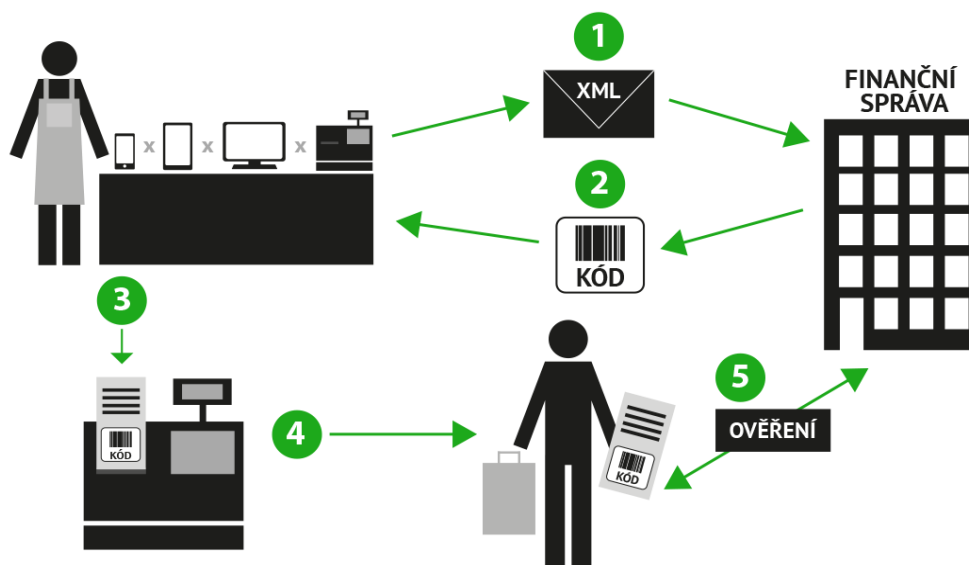 1
XML
FINANČNÍ
SPRÁVA
x x x
2
KÓD
3
KÓD
4
5
OVĚŘENÍ
KÓD